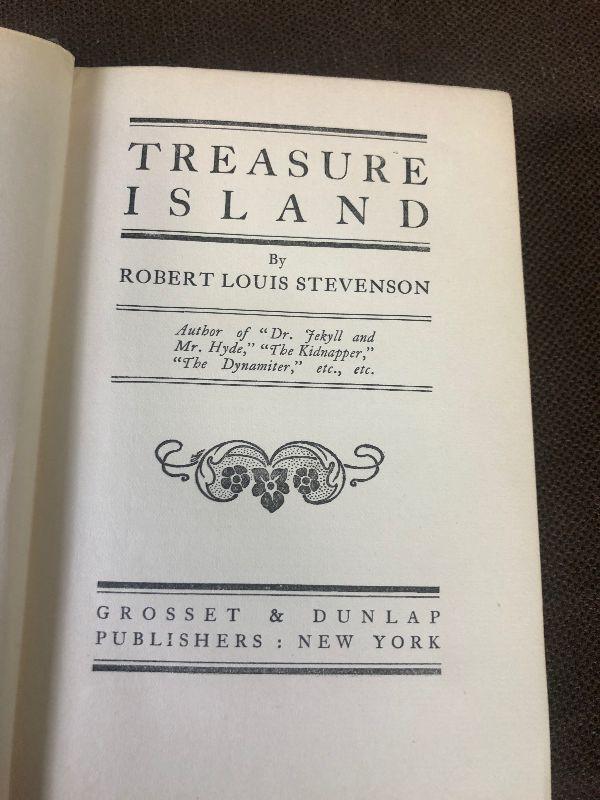 TREASURE
ISLAND
By
ROBERT LOUIS STEVENSON
Author of "Dr. Jekyll and
Mr. Hyde," "The Kidnapper,"
"The Dynamiter," etc., etc.
GROSSET & DUNLAP
PUBLISHERS : NEW YORK